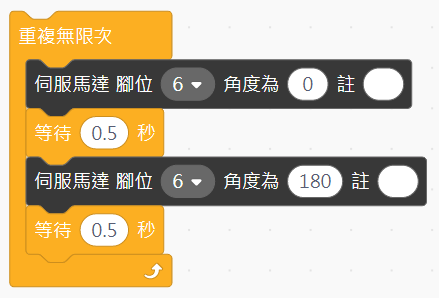 重複無限次
伺服馬達 腳位 6 角度為 0 註
等待 0.5 秒
伺服馬達 腳位 6 角度為 180 註
等待 0.5 秒